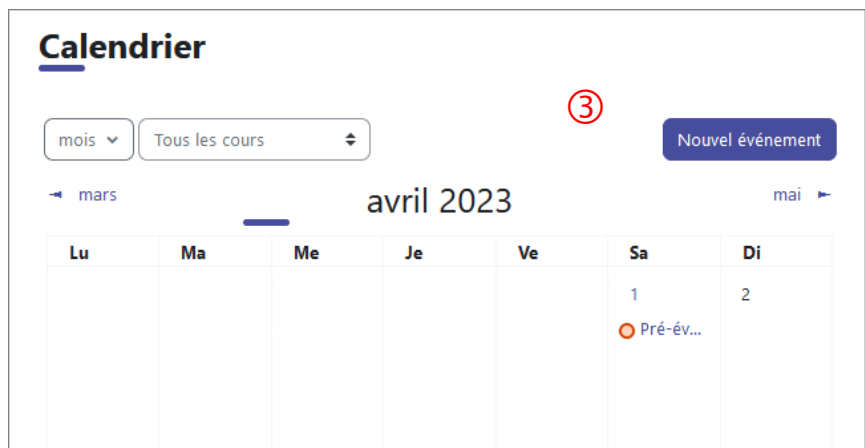 Calendrier
③
mois Tous les cours Nouvel événement
mars avril 2023 mai
Lu Ma Me Je Ve Sa Di
1 2
Pré-év...